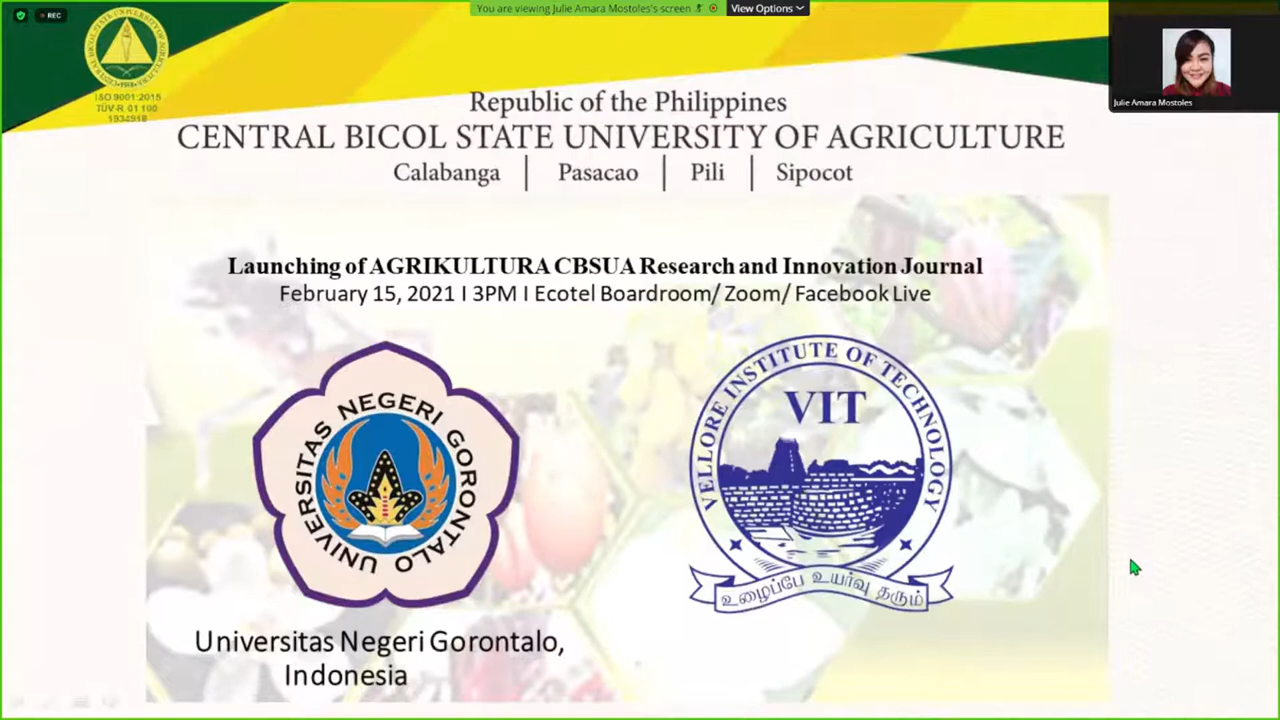 REC
You are viewing Julie Amara Mostoles's screen
View Options
ISO 9001:2015
TÜV-R 01 100
1934918
Julie Amara Mostoles
Republic of the Philippines
CENTRAL BICOL STATE UNIVERSITY OF AGRICULTURE
Calabanga | Pasacao | Pili | Sipocot
Launching of AGRIKULTURA CBSUA Research and Innovation Journal
February 15, 2021 I 3PM I Ecotel Boardroom/ Zoom/ Facebook Live
UNIVERSITAS NEGERI GORONTALO
VELLORE INSTITUTE OF TECHNOLOGY
VIT
உழைப்பே உயர்வு தரும்
Universitas Negeri Gorontalo,
Indonesia